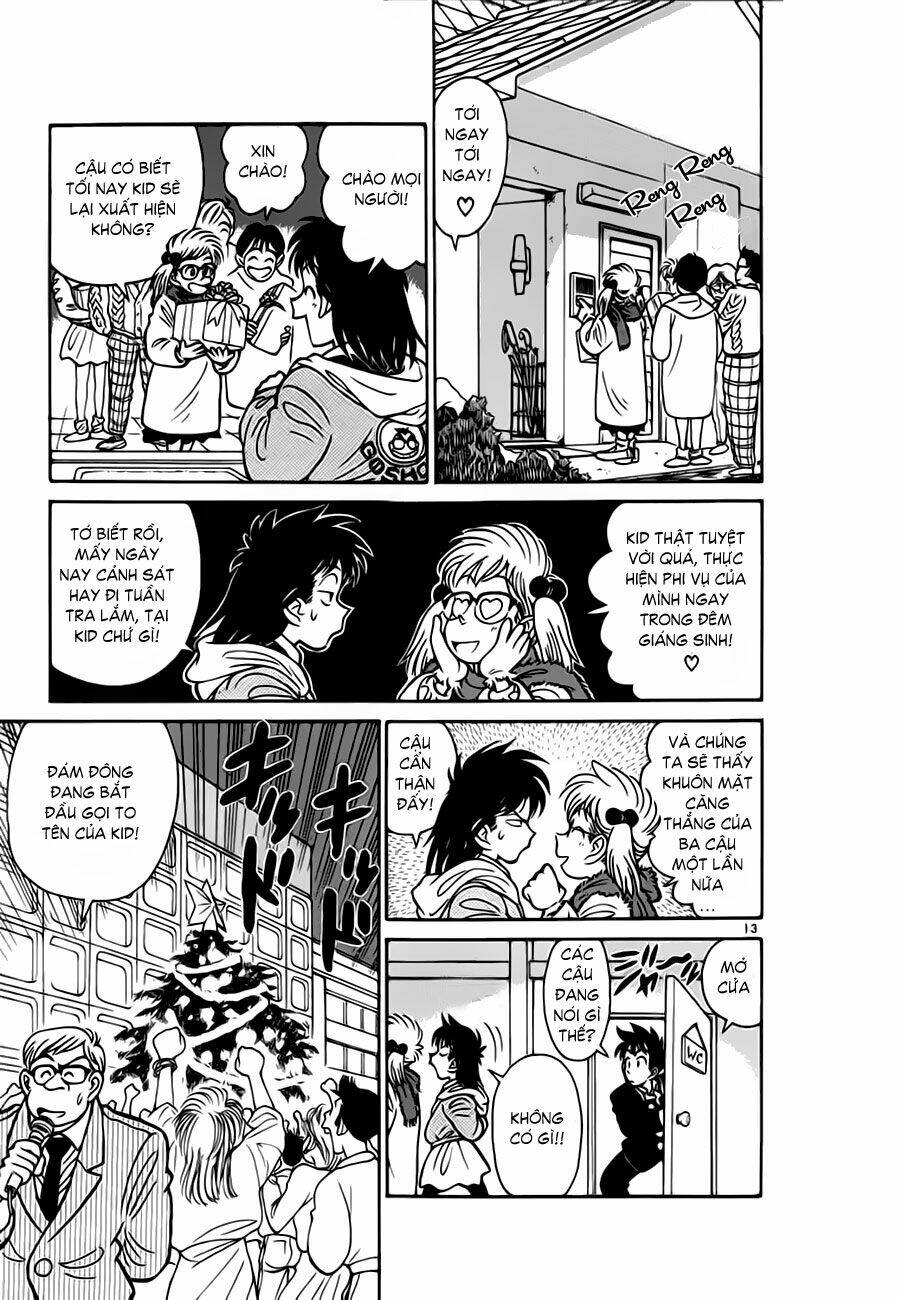 TỚI
NGAY
TỚI
NGAY!
♡
Reng Reng
Reng
CHÀO MỌI
NGƯỜI!
XIN
CHÀO!
CẬU CÓ BIẾT
TỐI NAY KID SẼ
LẠI XUẤT HIỆN
KHÔNG?
GOSHO
KID THẬT TUYỆT
VỜI QUÁ, THỰC
HIỆN PHI VỤ CỦA
MÌNH NGAY
TRONG ĐÊM
GIÁNG SINH!
♡
TỚ BIẾT RỒI,
MẤY NGÀY
NAY CẢNH SÁT
HAY ĐI TUẦN
TRA LẮM, TẠI
KID CHỨ GÌ!
VÀ CHÚNG
TA SẼ THẤY
KHUÔN MẶT
CĂNG
THẲNG CỦA
BA CẬU
MỘT LẦN
NỮA
...
CẬU
CẨN
THẬN
ĐẤY!
13
MỞ
CỬA
WC
CÁC
CẬU
ĐANG
NÓI GÌ
THẾ?
KHÔNG
CÓ GÌ!!
ĐÁM ĐÔNG
ĐANG BẮT
ĐẦU GỌI TO
TÊN CỦA KID!
キッド
キッド